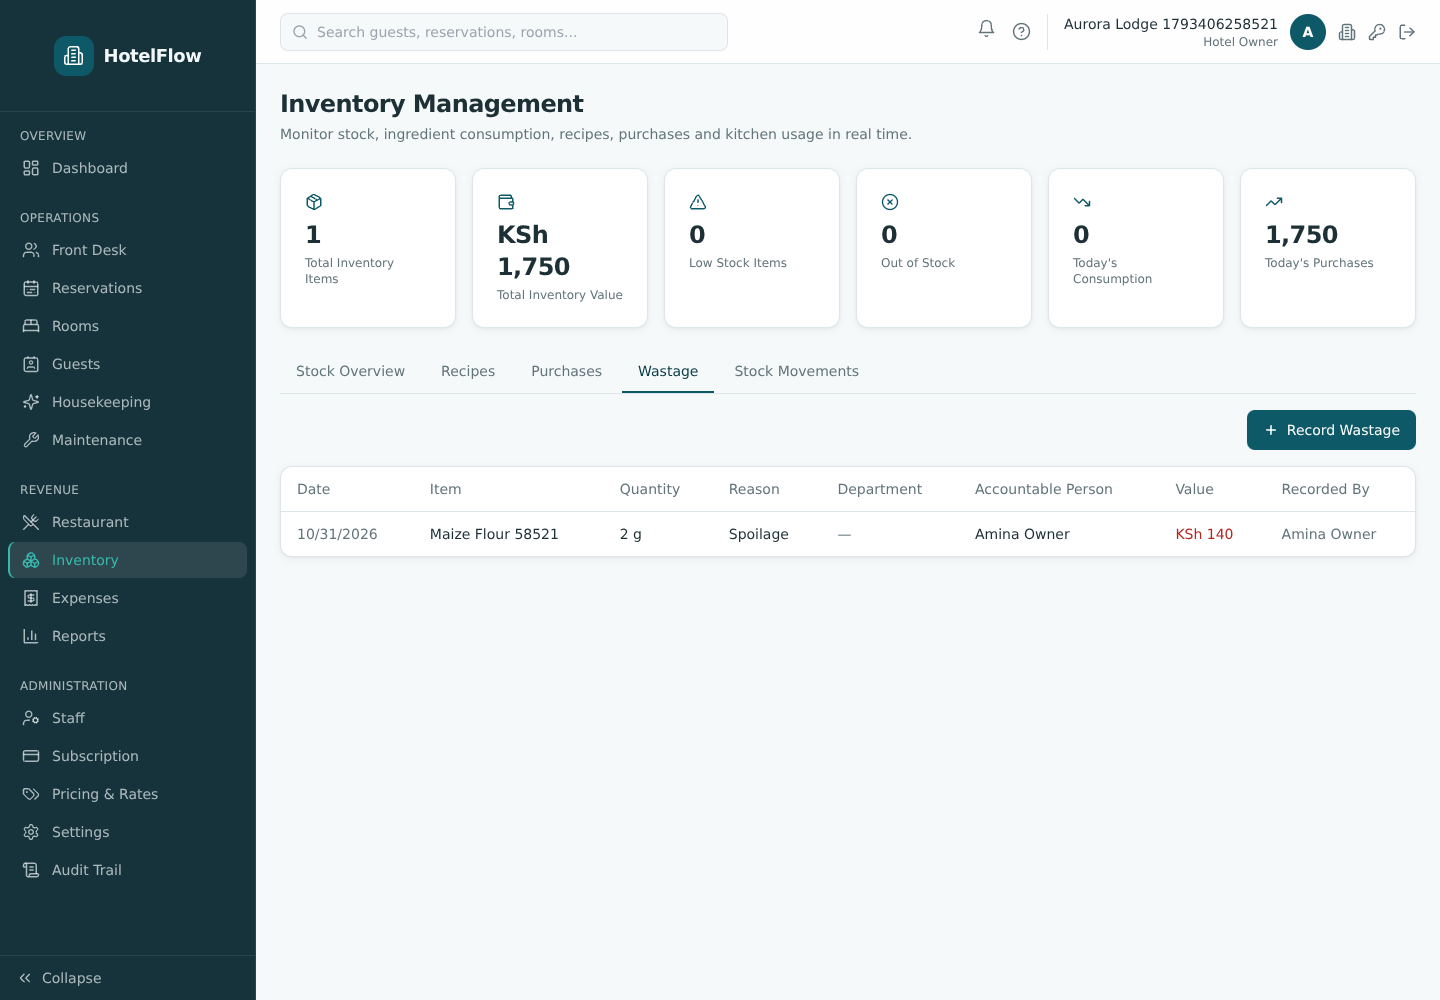 HotelFlow
OVERVIEW
Dashboard
OPERATIONS
Front Desk
Reservations
Rooms
Guests
Housekeeping
Maintenance
REVENUE
Restaurant
Inventory
Expenses
Reports
ADMINISTRATION
Staff
Subscription
Pricing & Rates
Settings
Audit Trail
Collapse
Search guests, reservations, rooms...
Aurora Lodge 1793406258521
Hotel Owner
A
Inventory Management
Monitor stock, ingredient consumption, recipes, purchases and kitchen usage in real time.
1
Total Inventory
Items
KSh
1,750
Total Inventory Value
0
Low Stock Items
0
Out of Stock
0
Today's
Consumption
1,750
Today's Purchases
Stock Overview Recipes Purchases Wastage Stock Movements
Record Wastage
Date Item Quantity Reason Department Accountable Person Value Recorded By
10/31/2026 Maize Flour 58521 2 g Spoilage — Amina Owner KSh 140 Amina Owner